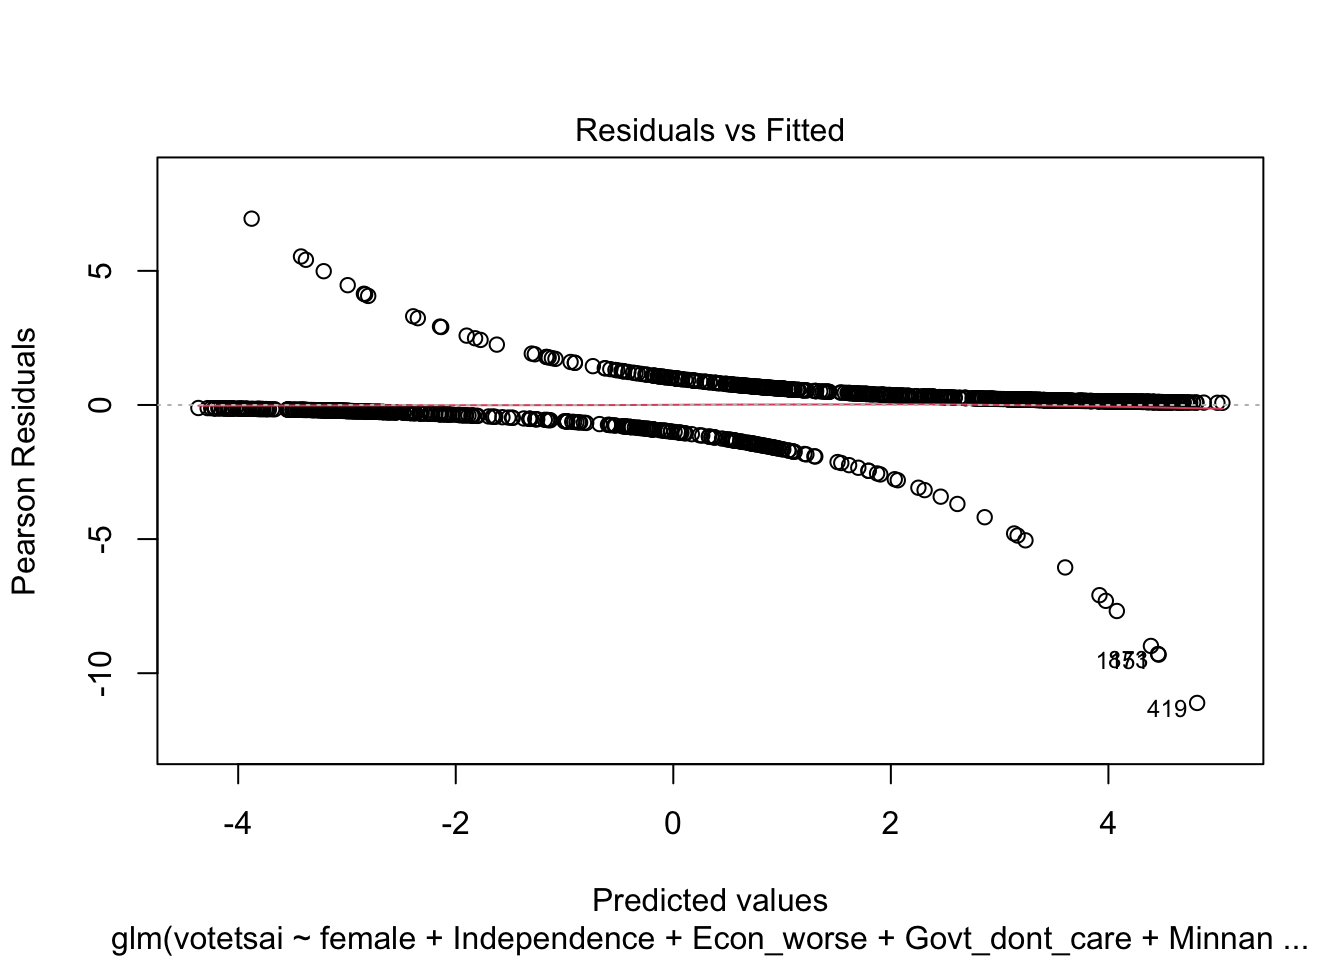 Residuals vs Fitted
Pearson Residuals
5
0
-5
-10
419
-4
-2
0
2
4
Predicted values
glm(votetsai ~ female + Independence + Econ_worse + Govt_dont_care + Minnan ...